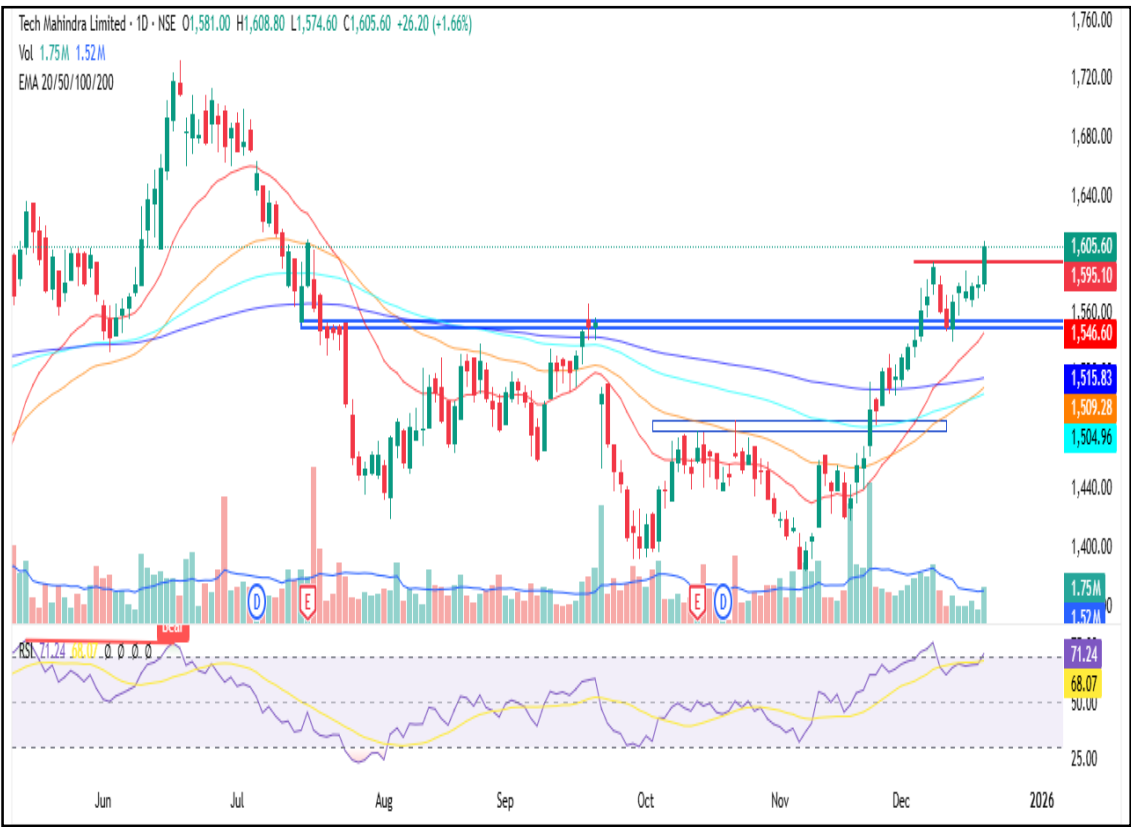 Tech Mahindra Limited · 1D · NSE O1,581.00 H1,608.80 L1,574.60 C1,605.60 +26.20 (+1.66%)
Vol 1.75M 1.52M
EMA 20/50/100/200
1,760.00
1,720.00
1,680.00
1,640.00
1,605.60
1,595.10
1,560.00
1,546.60
1,515.83
1,509.28
1,504.96
1,440.00
1,400.00
1.75M
1.52M
D E E D
RSI 71.24 68.07 Ø Ø Ø Ø
71.24
68.07
50.00
25.00
Jun Jul Aug Sep Oct Nov Dec 2026